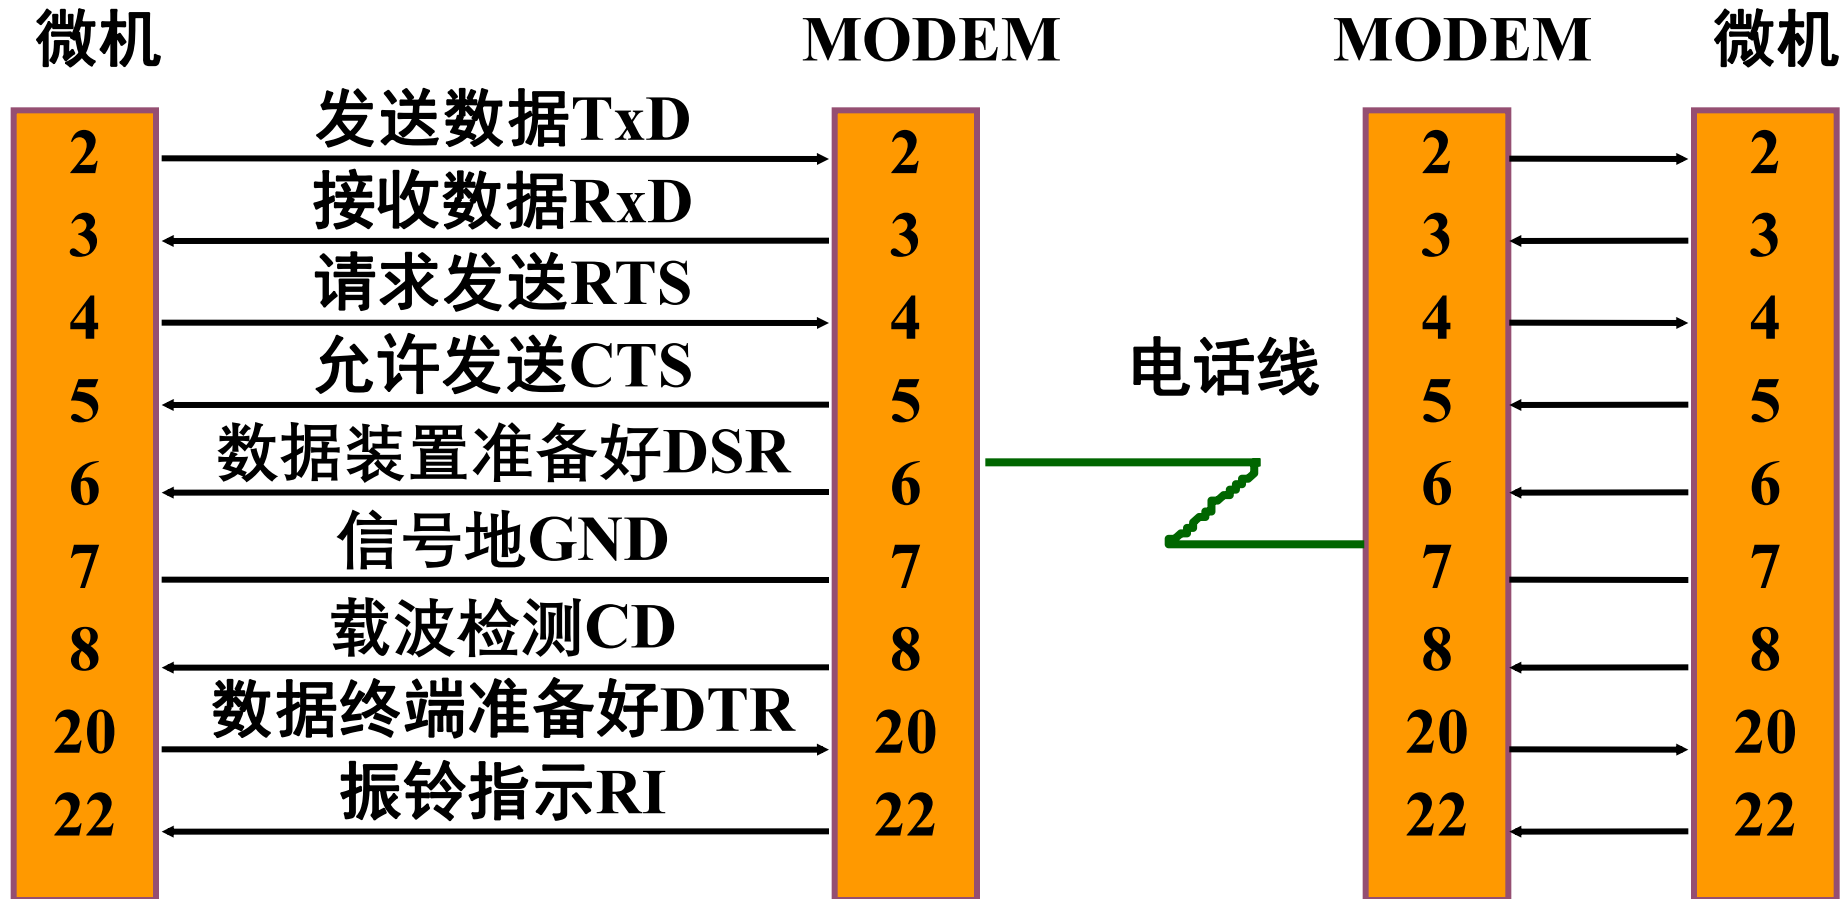 微机 MODEM MODEM 微机
发送数据TxD
2 2 2 2
接收数据RxD
3 3 3 3
请求发送RTS
4 4 4 4
允许发送CTS
电话线
5 5 5 5
数据装置准备好DSR
6 6 6 6
信号地GND
7 7 7 7
载波检测CD
8 8 8 8
数据终端准备好DTR
20 20 20 20
振铃指示RI
22 22 22 22